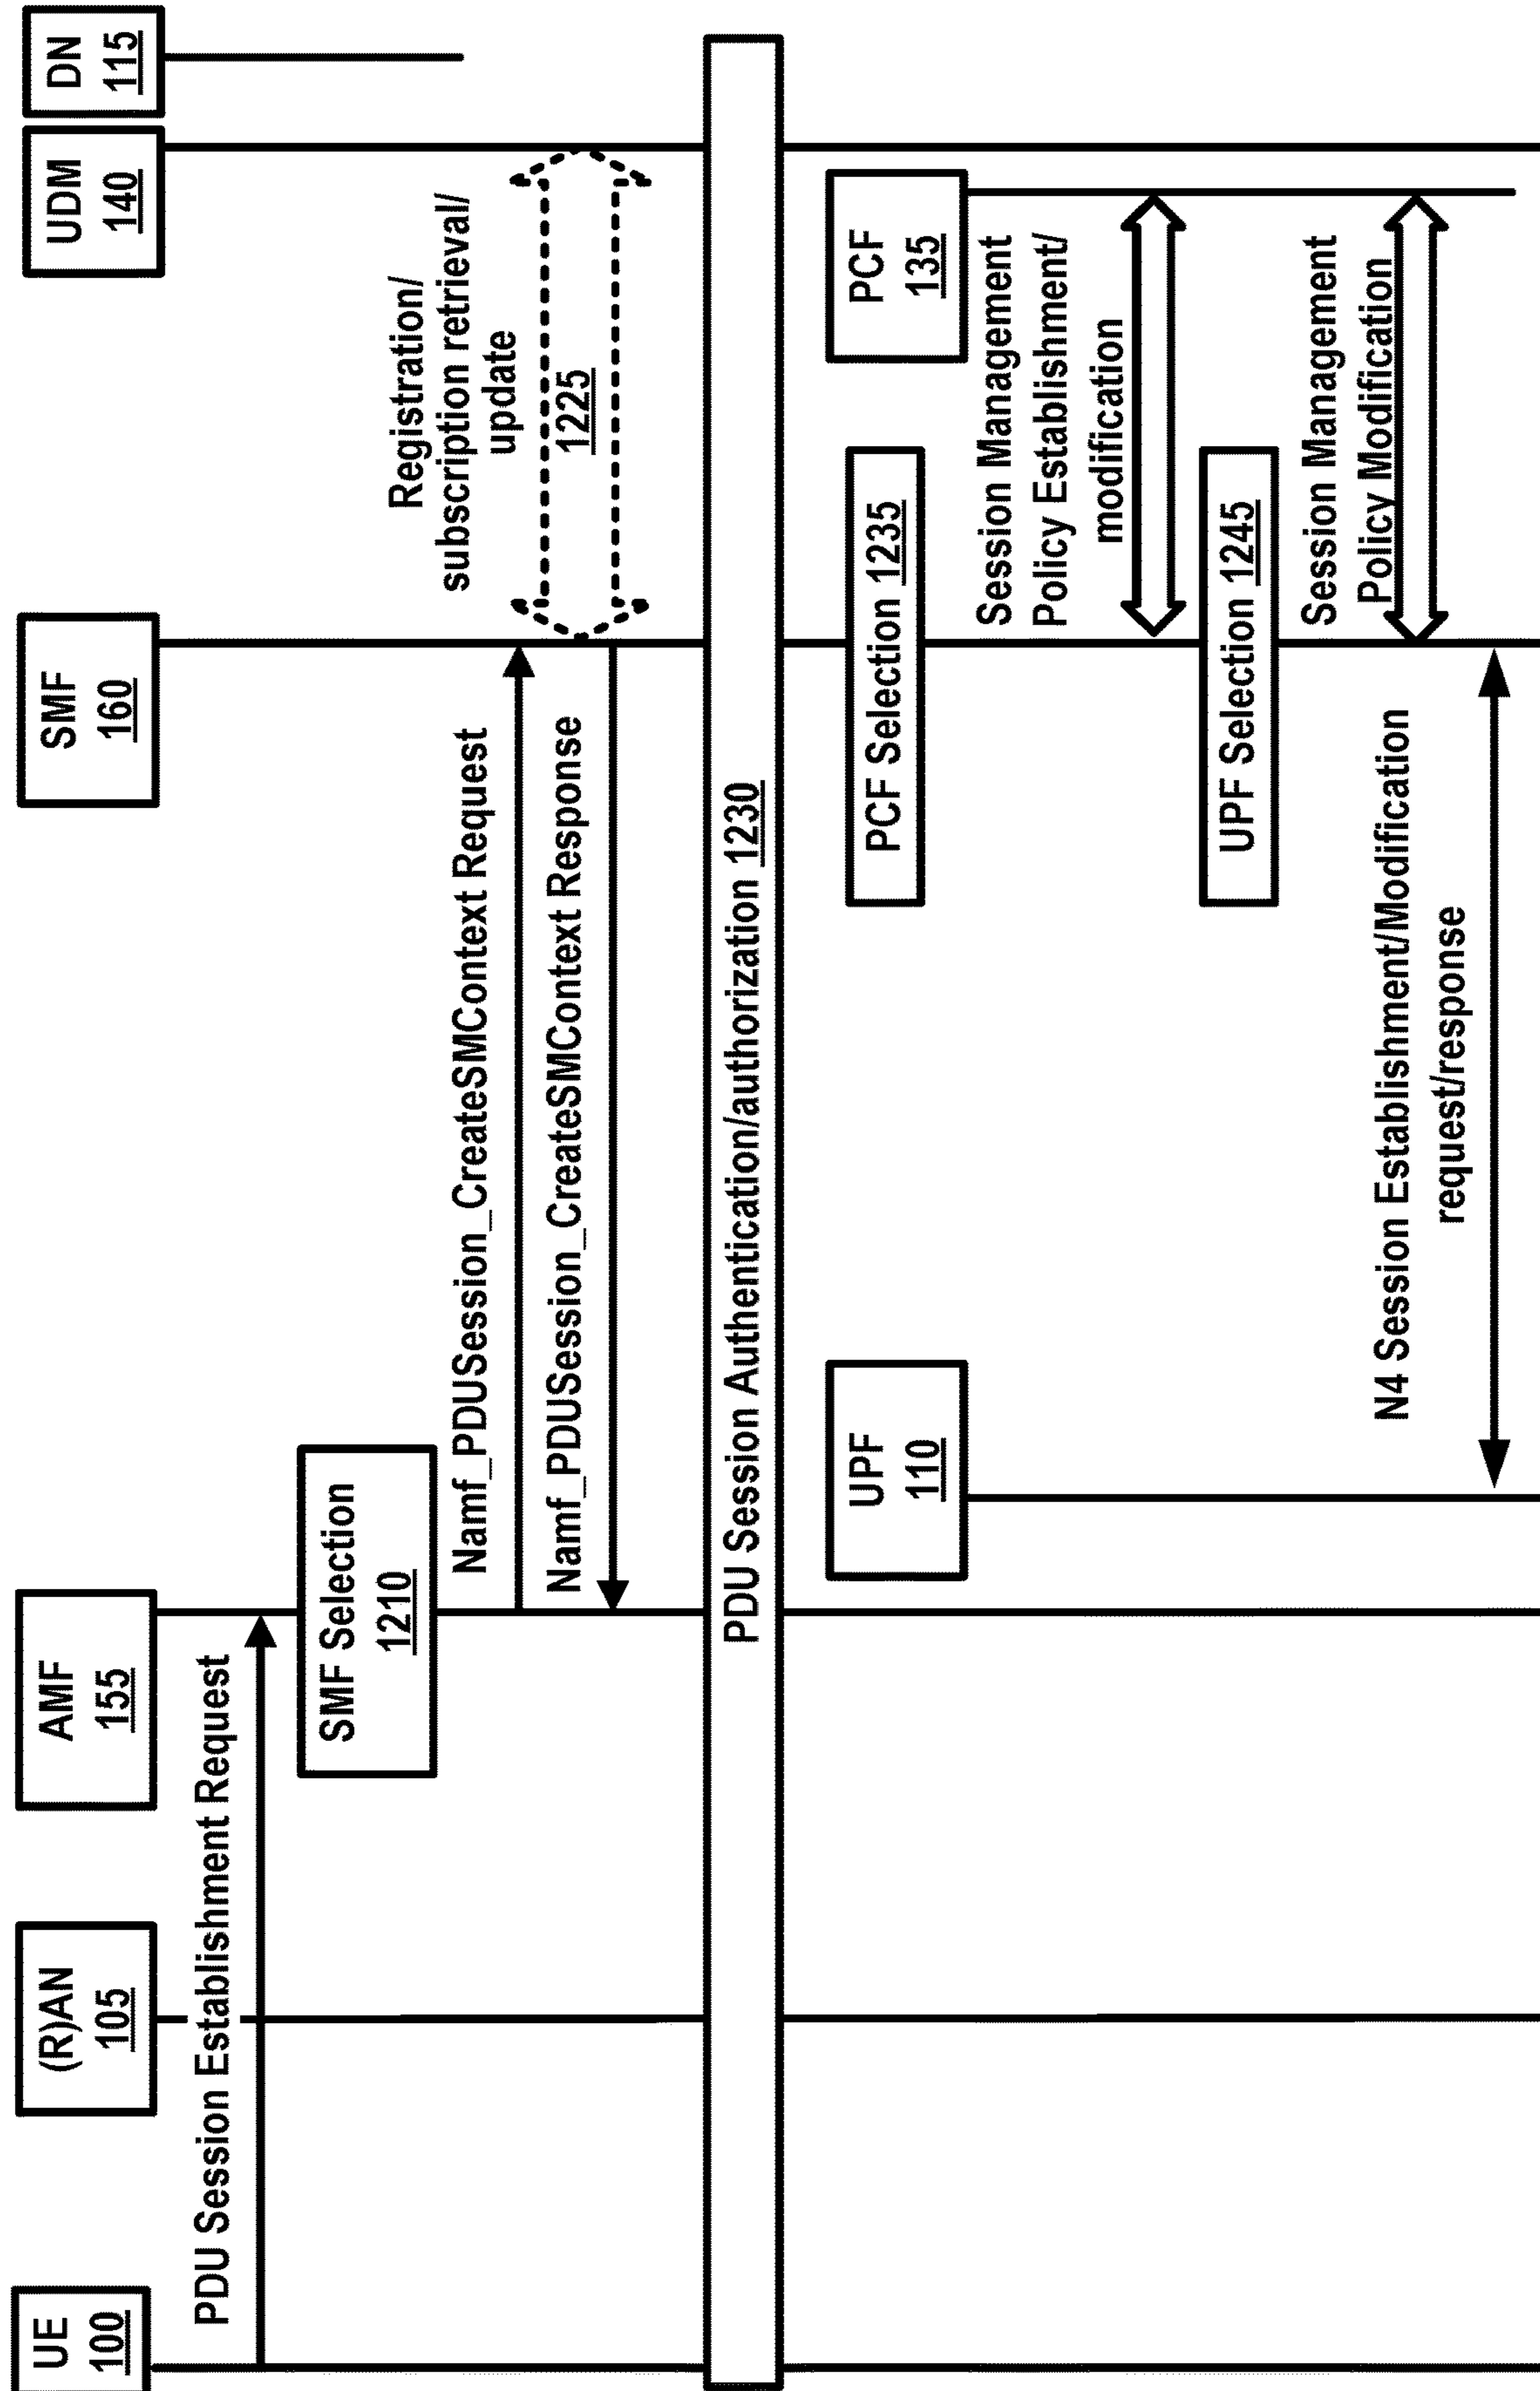 UE
100
(R)AN
105
AMF
155
SMF
160
UDM
140
DN
115
PDU Session Establishment Request
SMF Selection
1210
Registration/
subscription retrieval/
update
1225
Namf_PDUSession_CreateSMContext Request
Namf_PDUSession_CreateSMContext Response
PDU Session Authentication/authorization 1230
UPF
110
PCF
135
PCF Selection 1235
Session Management
Policy Establishment/
modification
UPF Selection 1245
Session Management
Policy Modification
N4 Session Establishment/Modification
request/response